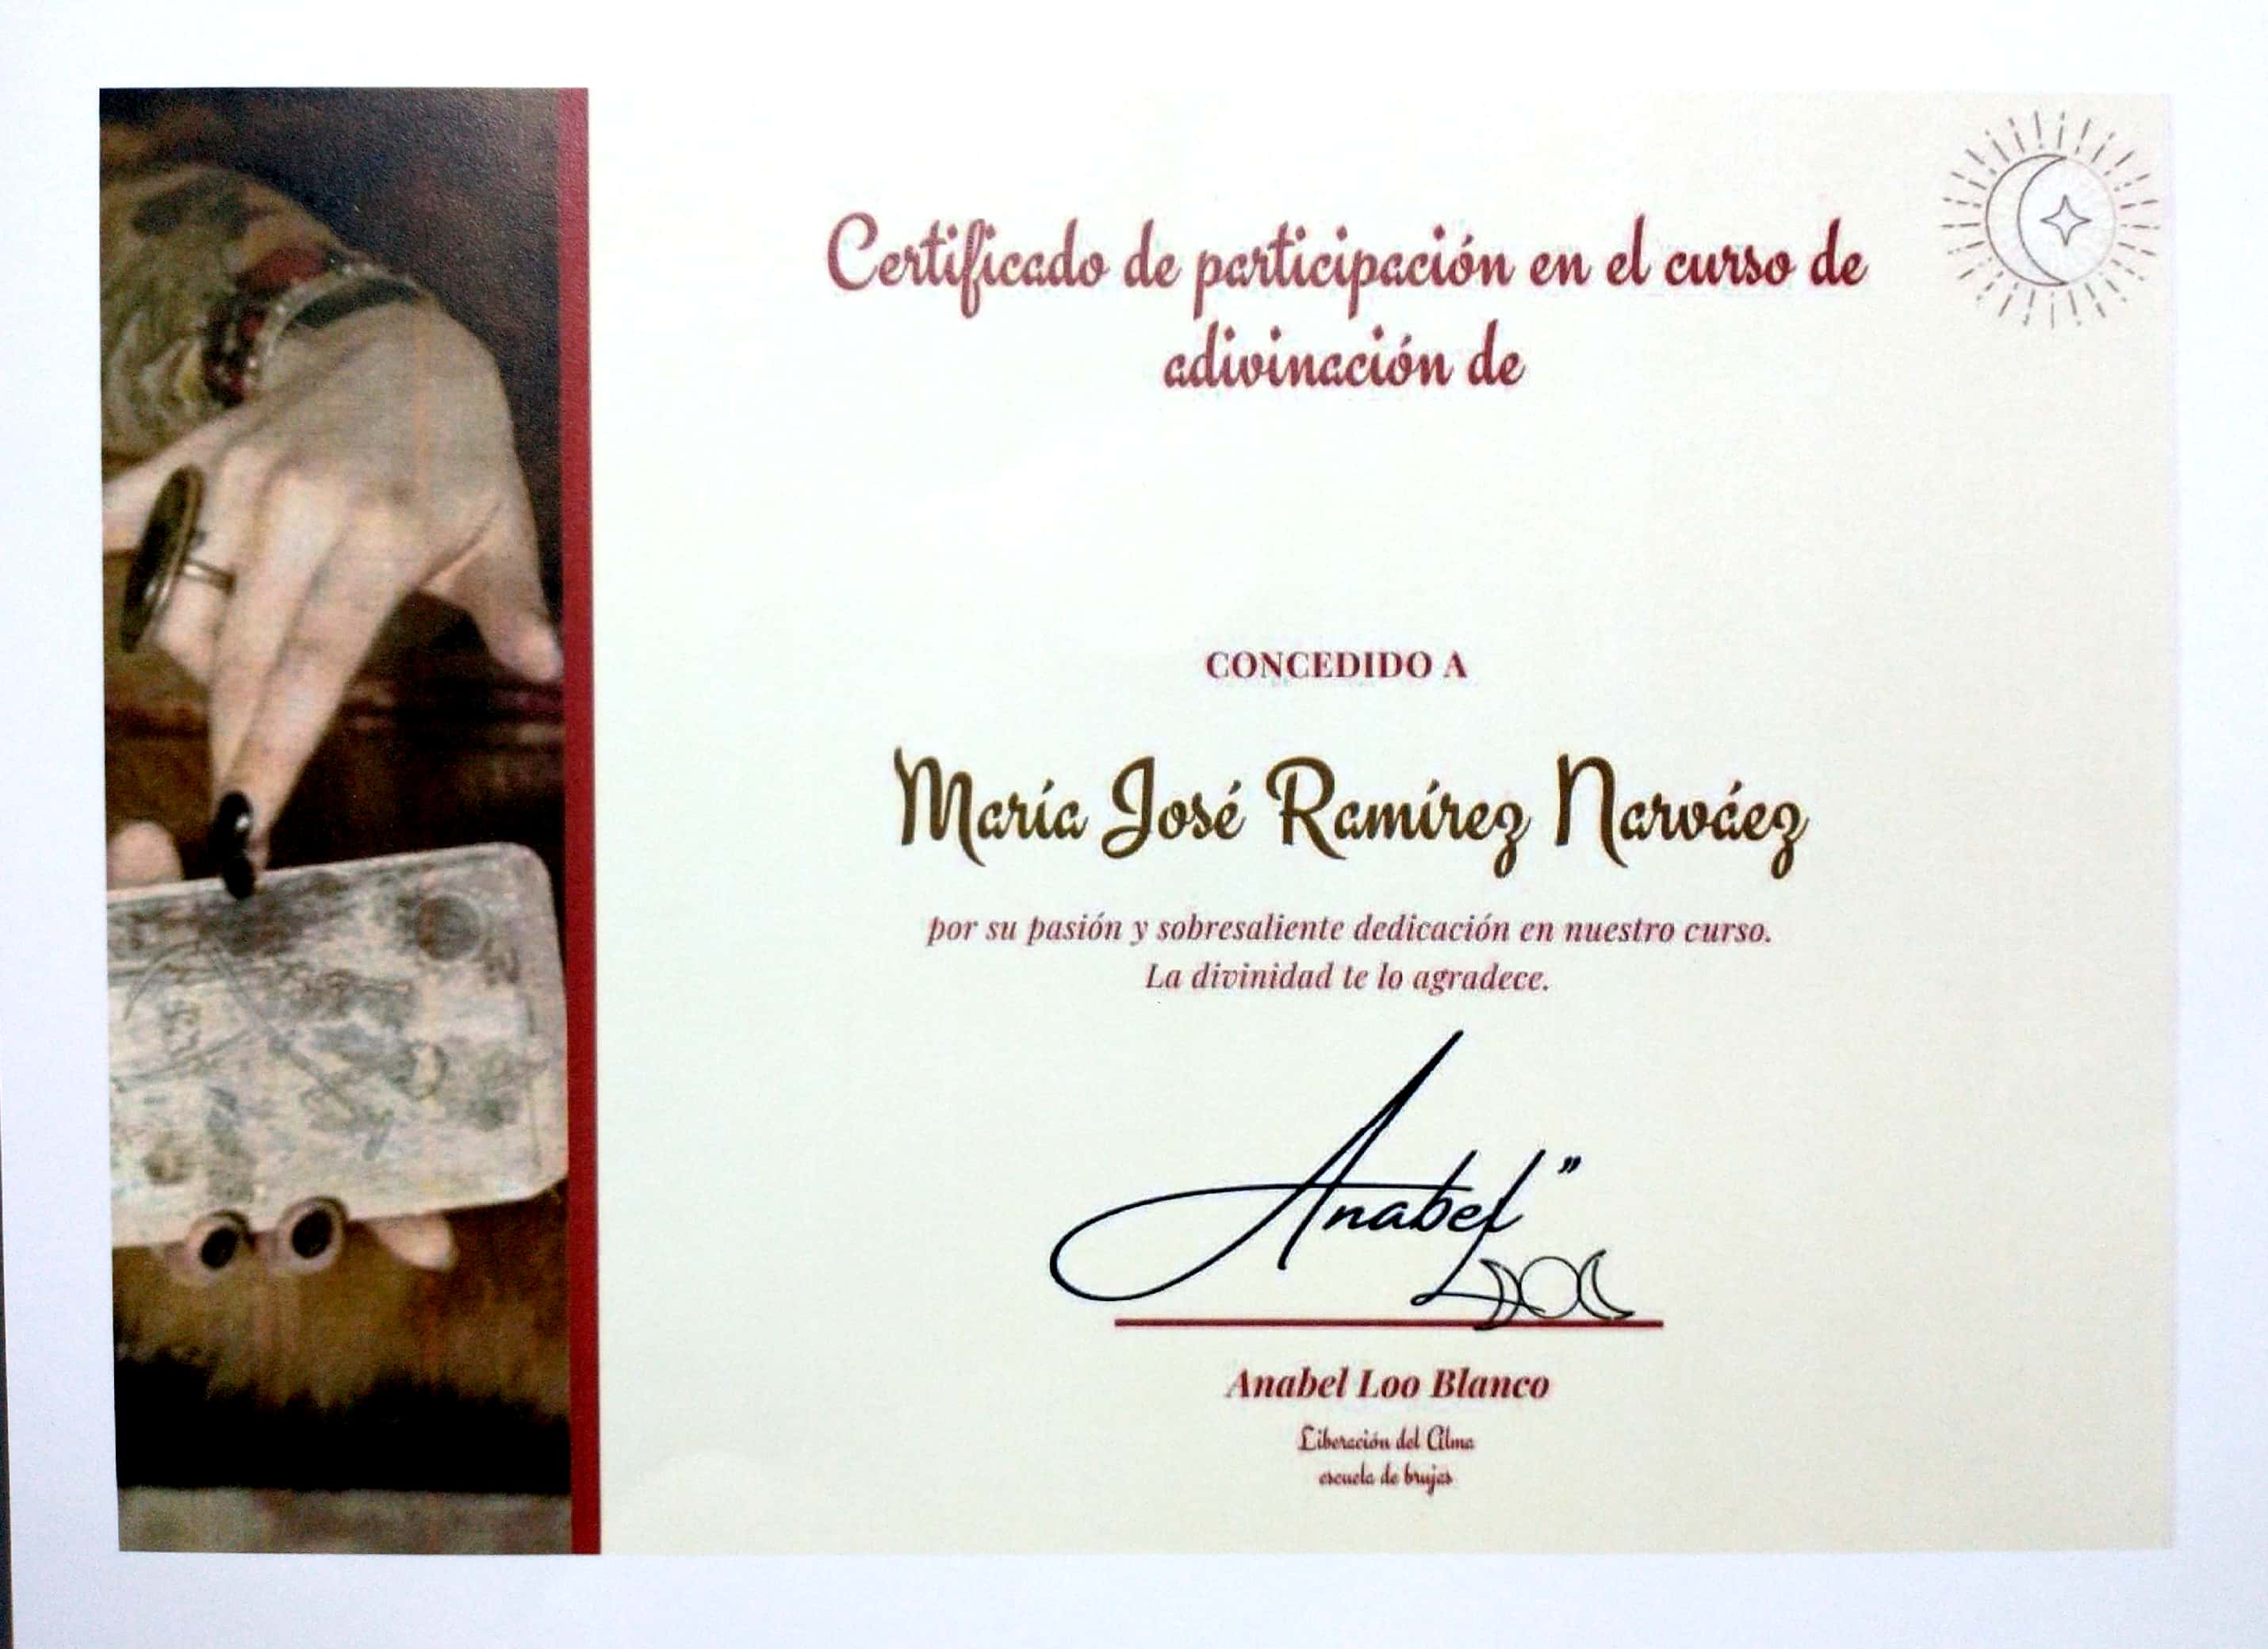 Certificado de participación en el curso de
adivinación de
CONCEDIDO A
María José Ramírez Narváez
por su pasión y sobresaliente dedicación en nuestro curso.
La divinidad te lo agradece.
Anabel"
Anabel Loo Blanco
Liberación del Alma
escuela de brujas